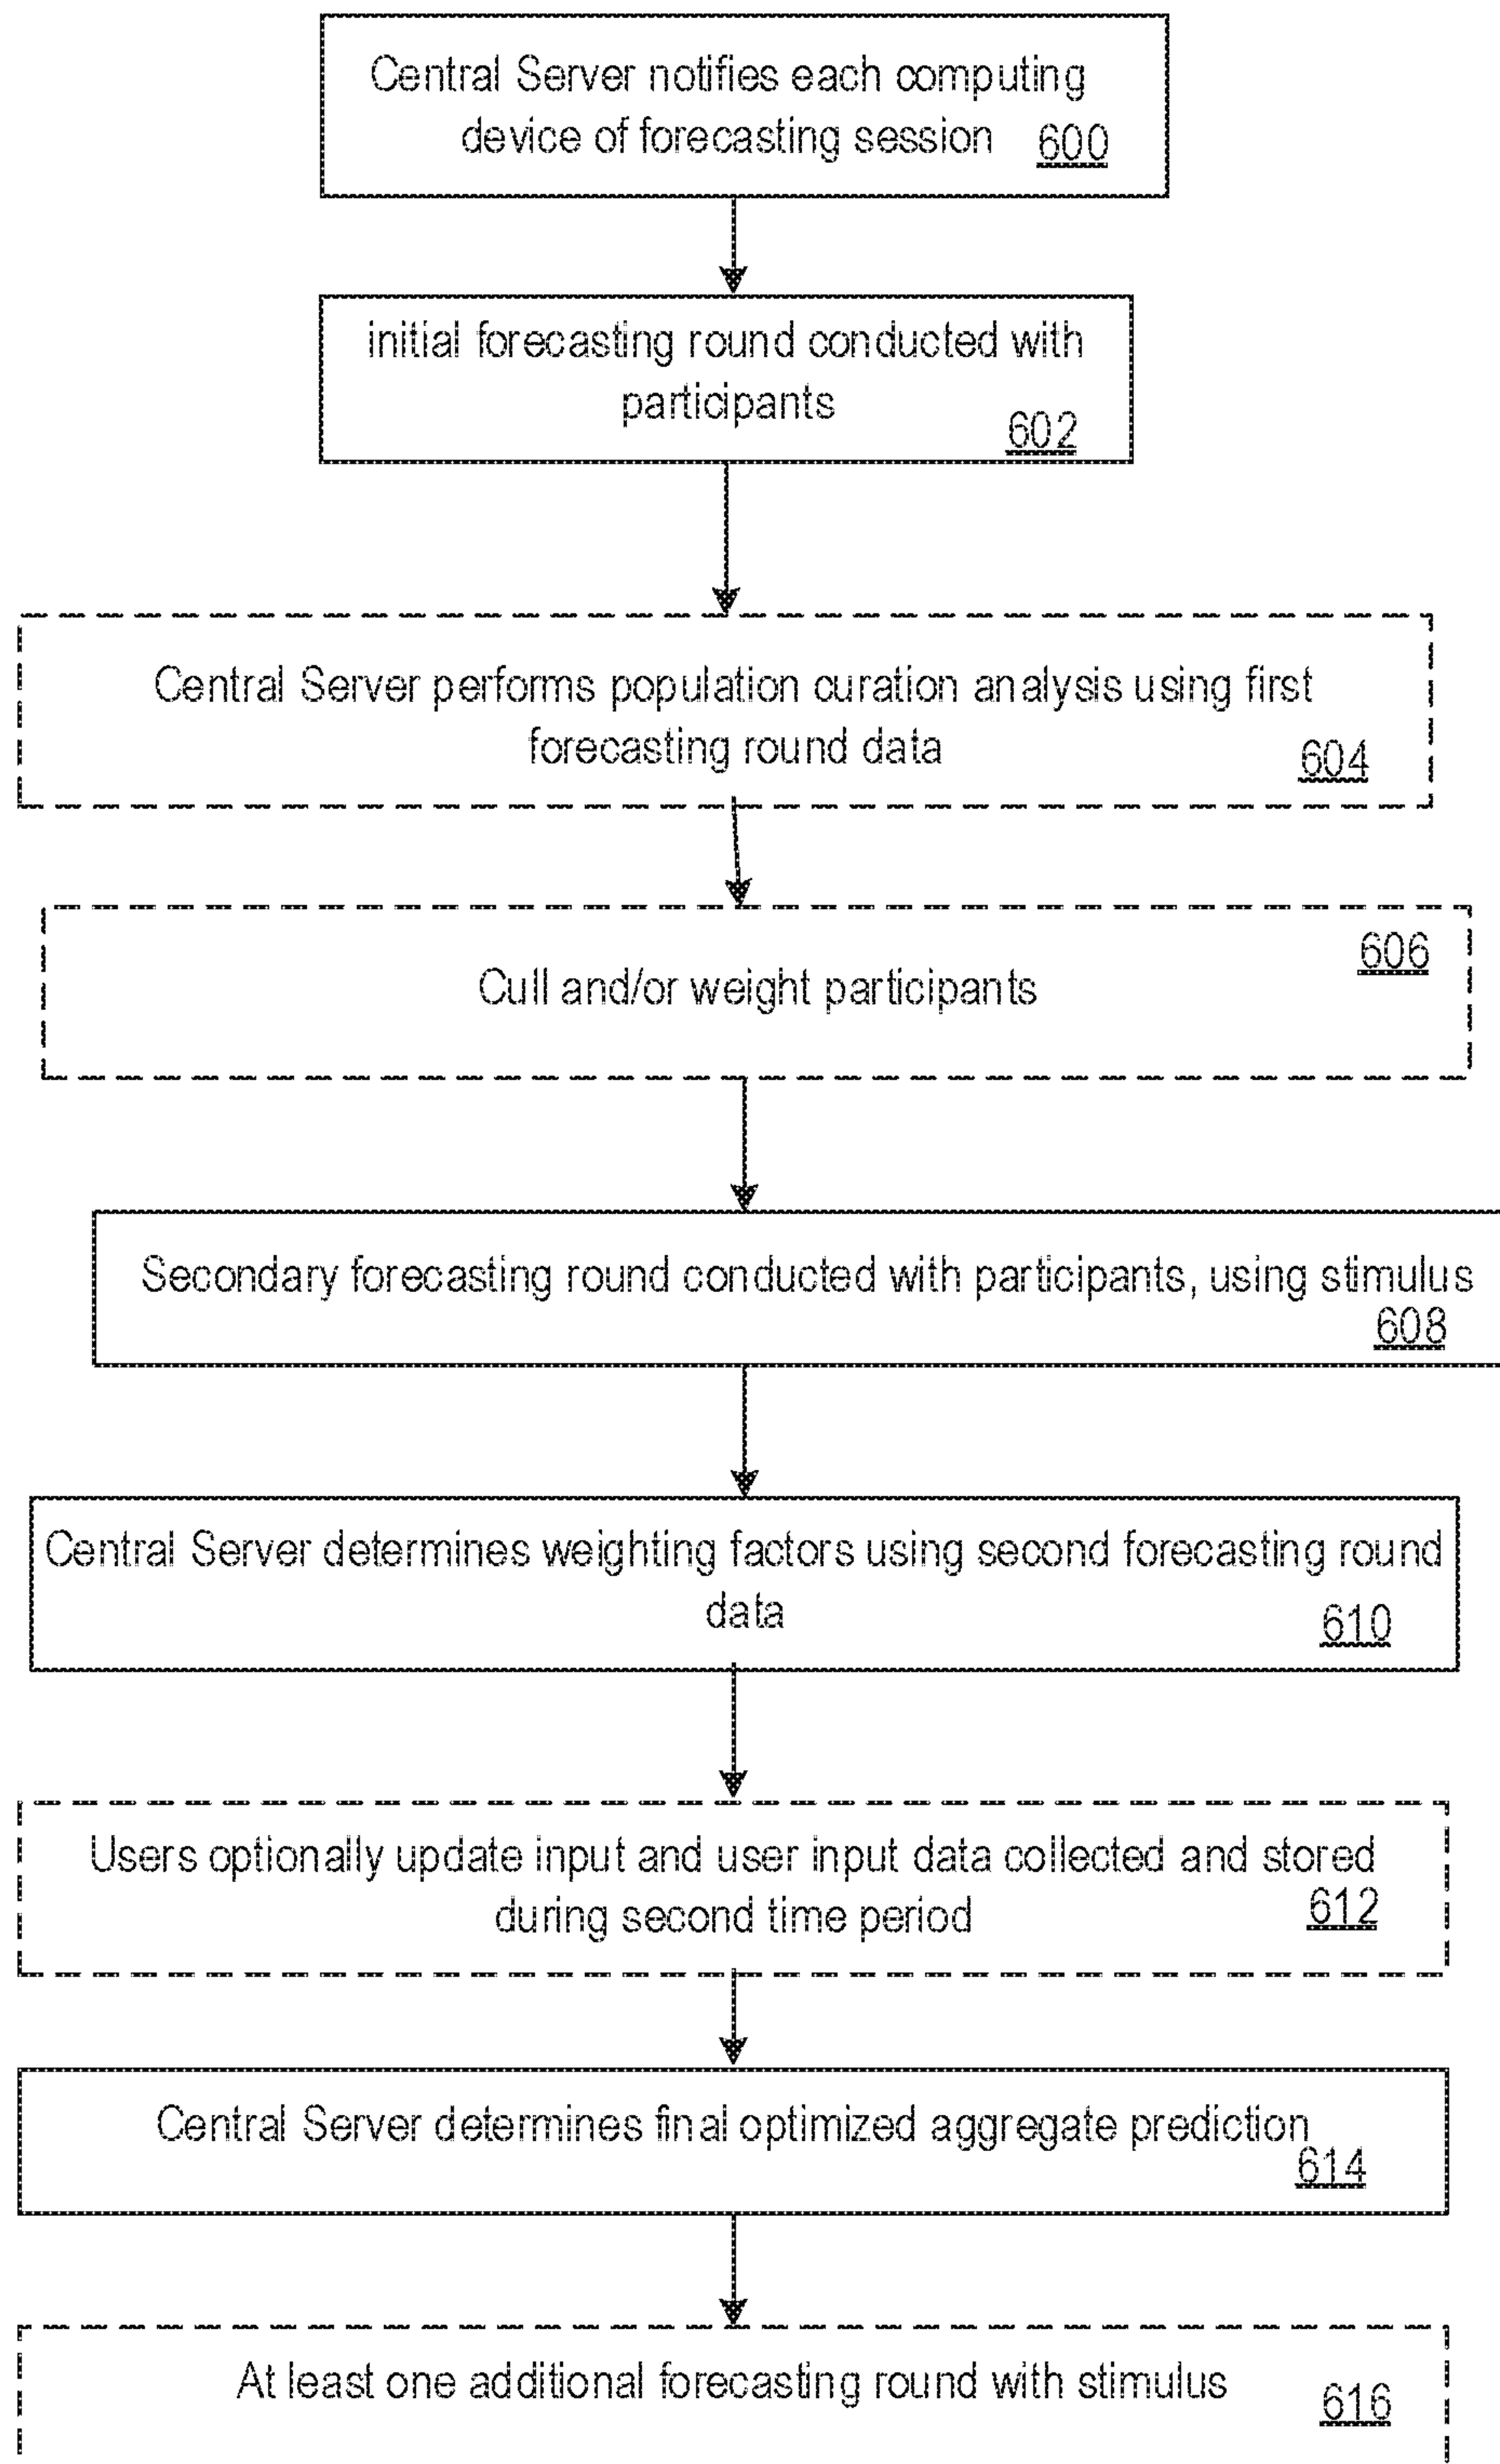 Central Server notifies each computing
device of forecasting session 600
initial forecasting round conducted with
participants
602
Central Server performs population curation analysis using first
forecasting round data
604
606
Cull and/or weight participants
Secondary forecasting round conducted with participants, using stimulus
608
Central Server determines weighting factors using second forecasting round
data
610
Users optionally update input and user input data collected and stored
during second time period
612
Central Server determines final optimized aggregate prediction
614
At least one additional forecasting round with stimulus
616